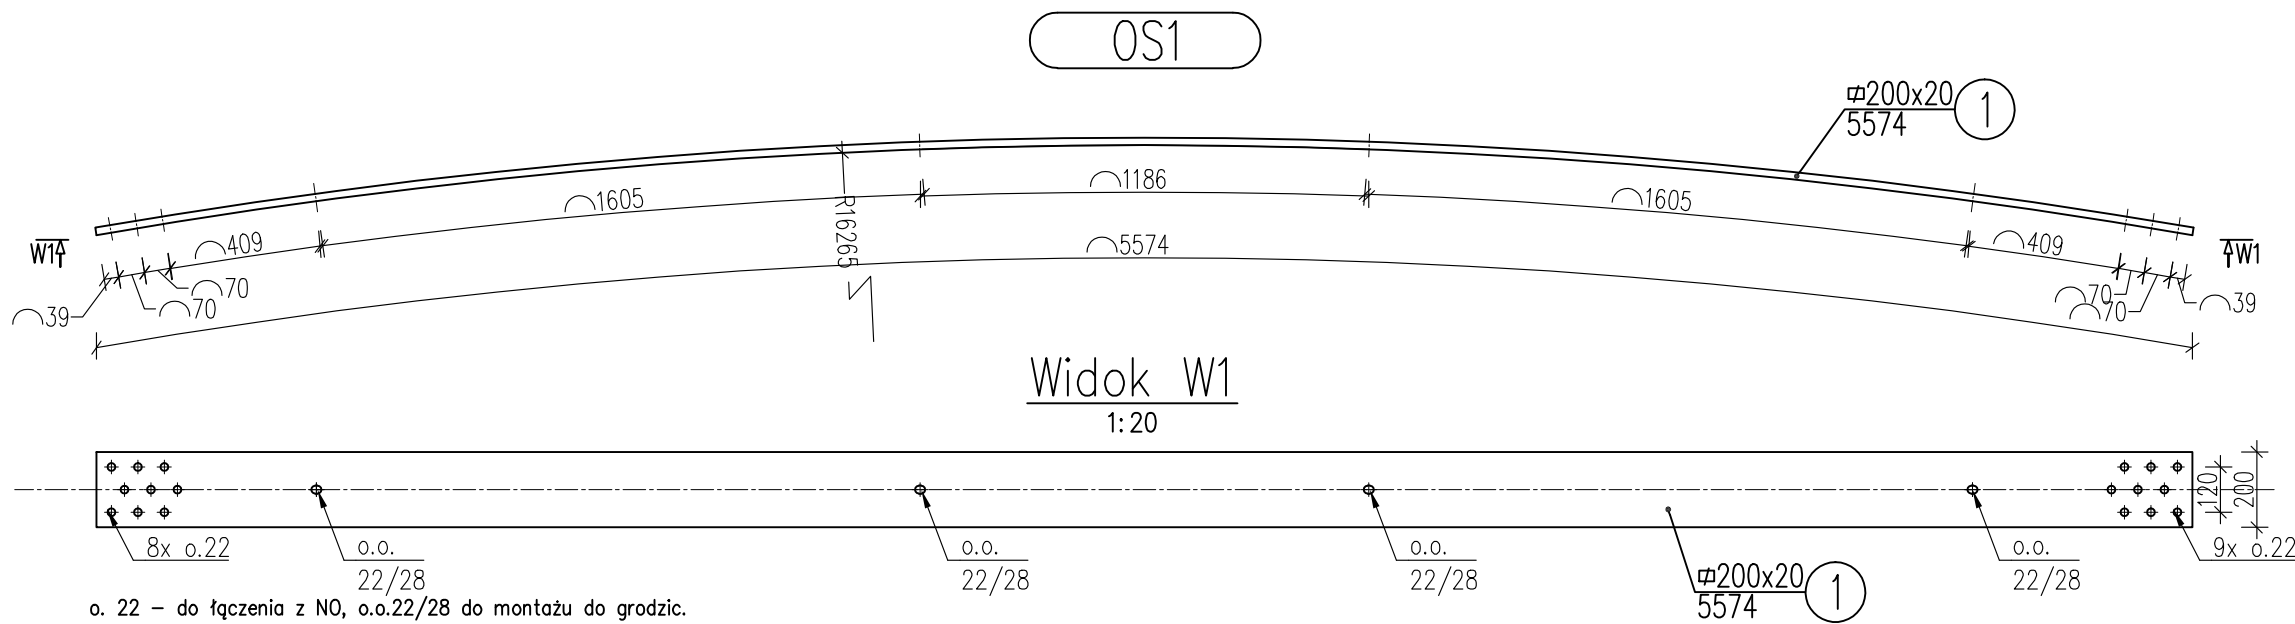 OS1
⏥200x20
5574
1
⌒1605
⌒1186
⌒1605
R16265
W1
⌒409
⌒5574
⌒409
W1
⌒70
⌒70
⌒39
⌒70
⌒70
⌒39
Widok W1
1:20
120
200
8x o.22
o.o.
22/28
o.o.
22/28
o.o.
22/28
o.o.
22/28
9x o.22
⏥200x20
5574
1
o. 22 – do łączenia z NO, o.o.22/28 do montażu do grodzic.